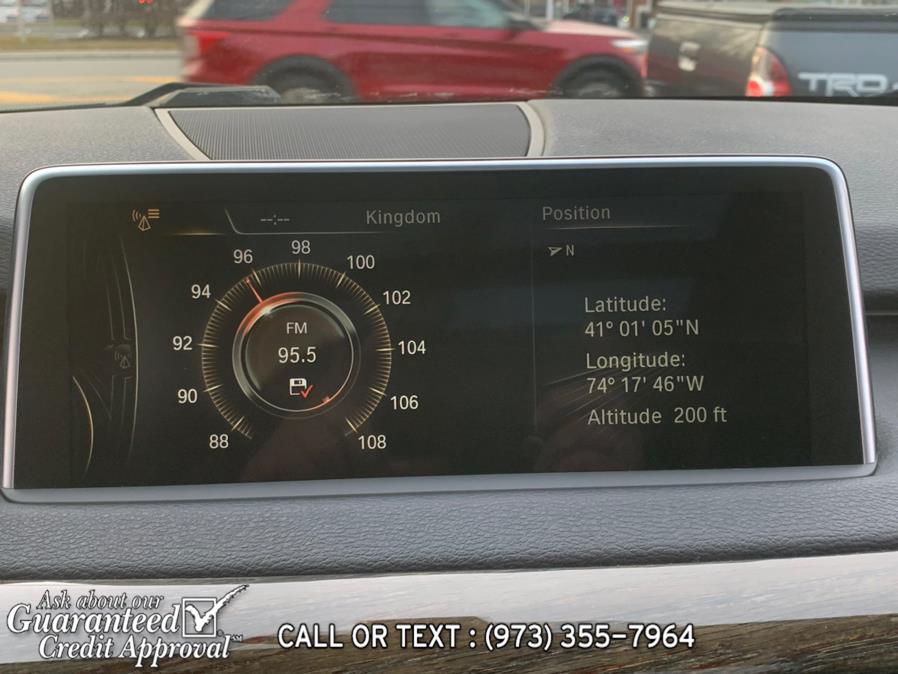 TRD
--:-- Kingdom
Position
N
98
96
100
94
102
92
104
90
106
88
108
FM
95.5
Latitude:
41° 01' 05"N
Longitude:
74° 17' 46"W
Altitude 200 ft
Ask about our
Guaranteed
Credit Approval
CALL OR TEXT : (973) 355-7964